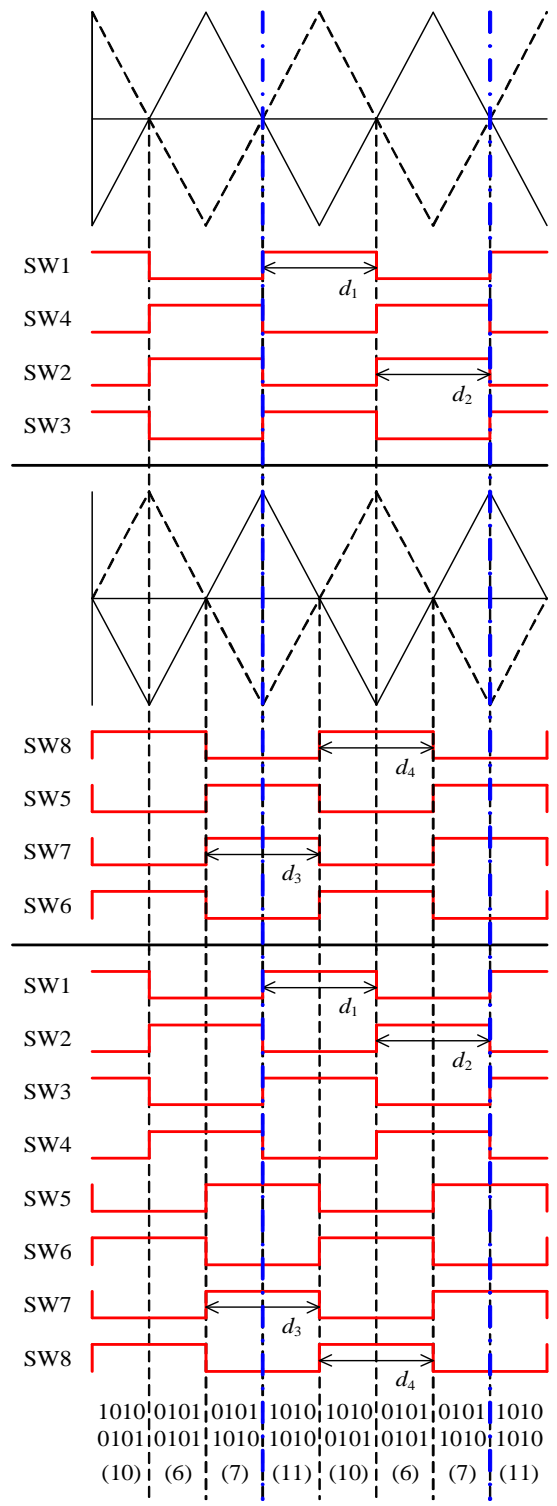 SW1
d1
SW4
SW2
d2
SW3
SW8
d4
SW5
SW7
d3
SW6
SW1
d1
SW2
d2
SW3
SW4
SW5
SW6
SW7
d3
SW8
d4
1010 0101 0101 1010 1010 0101 0101 1010
0101 0101 1010 1010 0101 0101 1010 1010
(10) (6) (7) (11) (10) (6) (7) (11)